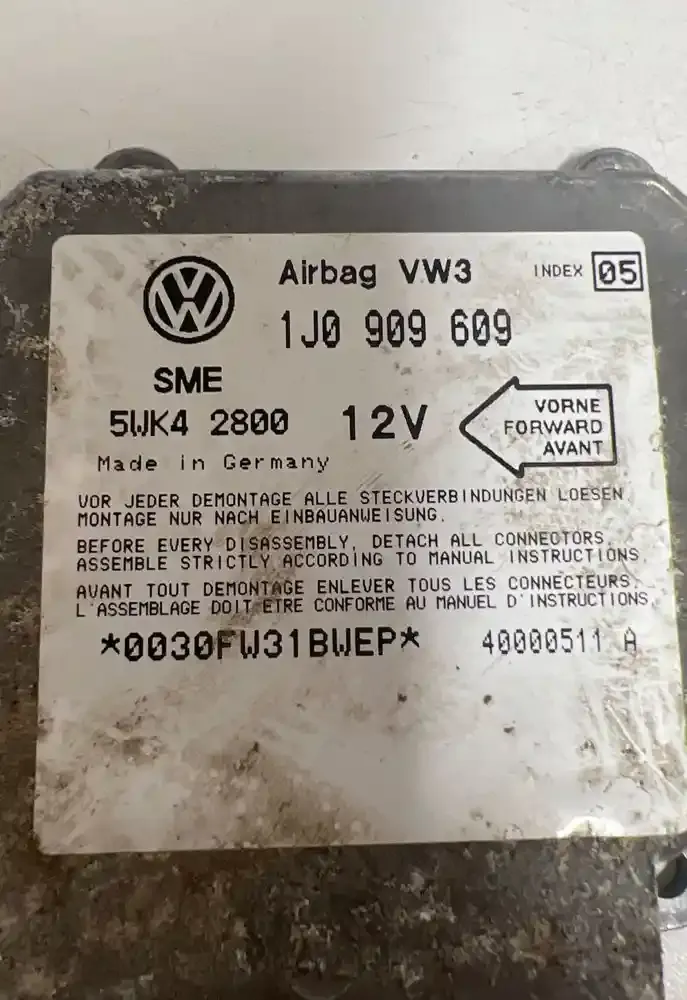 Airbag VW3 INDEX 05
1J0 909 609
SME
5WK4 2800 12V
VORNE
FORWARD
AVANT
Made in Germany
VOR JEDER DEMONTAGE ALLE STECKVERBINDUNGEN LOESEN.
MONTAGE NUR NACH EINBAUANWEISUNG.
BEFORE EVERY DISASSEMBLY, DETACH ALL CONNECTORS.
ASSEMBLE STRICTLY ACCORDING TO MANUAL INSTRUCTIONS
AVANT TOUT DEMONTAGE ENLEVER TOUS LES CONNECTEURS.
L'ASSEMBLAGE DOIT ETRE CONFORME AU MANUEL D'INSTRUCTIONS.
*0030FW31BWEP* 40000511 A